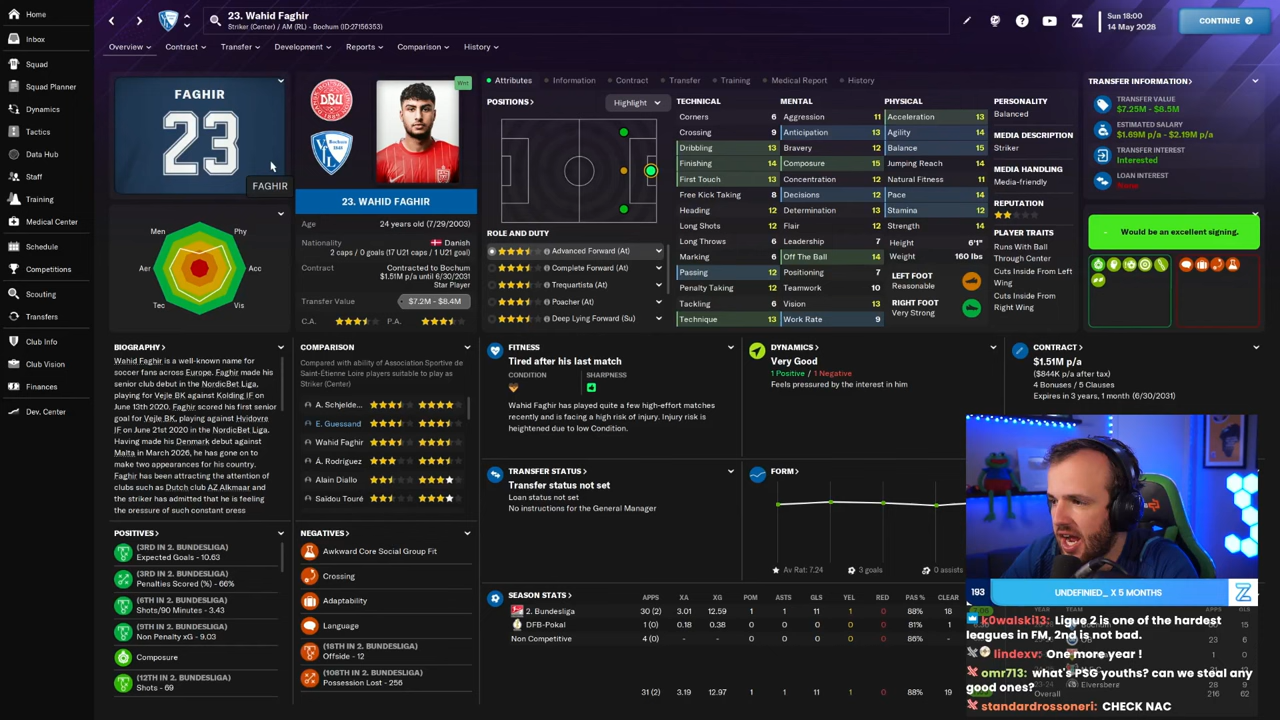 Home
Inbox
Squad
Squad Planner
Dynamics
Tactics
Data Hub
Staff
Training
Medical Center
Schedule
Competitions
Scouting
Transfers
Club Info
Club Vision
Finances
Dev. Center
23. Wahid Faghir
Striker (Center) / AM (RL) - Bochum (ID:27156353)
Sun 18:00
14 May 2028
CONTINUE
Overview
Contract
Transfer
Development
Reports
Comparison
History
FAGHIR
23
FAGHIR
Men
Phy
Aer
Acc
Tec
Vis
DBU
Wnt
23. WAHID FAGHIR
Age
24 years old (7/29/2003)
Nationality
Danish
2 caps / 0 goals (17 U21 caps / 1 U21 goal)
Contract
Contracted to Bochum
$1.51M p/a until 6/30/2031
Star Player
Transfer Value
$7.2M - $8.4M
C.A.
P.A.
Attributes
Information
Contract
Transfer
Training
Medical Report
History
POSITIONS
Highlight
ROLE AND DUTY
Advanced Forward (At)
Complete Forward (At)
Trequartista (At)
Poacher (At)
Deep Lying Forward (Su)
TECHNICAL
Corners 6
Crossing 9
Dribbling 13
Finishing 14
First Touch 13
Free Kick Taking 8
Heading 12
Long Shots 12
Long Throws 6
Marking 6
Passing 12
Penalty Taking 12
Tackling 6
Technique 13
MENTAL
Aggression 11
Anticipation 13
Bravery 12
Composure 15
Concentration 12
Decisions 12
Determination 13
Flair 12
Leadership 7
Off The Ball 14
Positioning 7
Teamwork 10
Vision 13
Work Rate 9
PHYSICAL
Acceleration 13
Agility 14
Balance 15
Jumping Reach 14
Natural Fitness 11
Pace 14
Stamina 12
Strength 14
Height 6'1"
Weight 160 lbs
LEFT FOOT
Reasonable
RIGHT FOOT
Very Strong
PERSONALITY
Balanced
MEDIA DESCRIPTION
Striker
MEDIA HANDLING
Media-friendly
REPUTATION
PLAYER TRAITS
Runs With Ball
Through Center
Cuts Inside From Left
Wing
Cuts Inside From
Right Wing
TRANSFER INFORMATION
TRANSFER VALUE
$7.25M - $8.5M
ESTIMATED SALARY
$1.69M p/a - $2.19M p/a
TRANSFER INTEREST
Interested
LOAN INTEREST
- Would be an excellent signing.
BIOGRAPHY
Wahid Faghir is a well-known name for
soccer fans across Europe. Faghir made his
senior club debut in the NordicBet Liga,
playing for Vejle BK against Kolding IF on
June 13th 2020. Faghir scored his first senior
goal for Vejle BK, playing against Hvidovre
IF on June 21st 2020 in the NordicBet Liga.
Having made his Denmark debut against
Malta in March 2026, he has gone on to
make two appearances for his country.
Faghir has been attracting the attention of
clubs such as Dutch club AZ Alkmaar and
the striker has admitted that he is feeling
the pressure of such constant press
COMPARISON
Compared with ability of Association Sportive de
Saint-Étienne Loire players suitable to play as
Striker (Center)
A. Schjelde...
E. Guessand
Wahid Faghir
Á. Rodríguez
Alain Diallo
Saïdou Touré
FITNESS
Tired after his last match
CONDITION
SHARPNESS
Wahid Faghir has played quite a few high-effort matches
recently and is facing a high risk of injury. Injury risk is
heightened due to low Condition.
DYNAMICS
Very Good
1 Positive / 1 Negative
Feels pressured by the interest in him
CONTRACT
$1.51M p/a
($844K p/a after tax)
4 Bonuses / 5 Clauses
Expires in 3 years, 1 month (6/30/2031)
TRANSFER STATUS
Transfer status not set
Loan status not set
No instructions for the General Manager
FORM
Av Rat: 7.24
3 goals
0 assists
POSITIVES
(3RD IN 2. BUNDESLIGA)
Expected Goals - 10.63
(3RD IN 2. BUNDESLIGA)
Penalties Scored (%) - 66%
(6TH IN 2. BUNDESLIGA)
Shots/90 Minutes - 3.43
(9TH IN 2. BUNDESLIGA)
Non Penalty xG - 9.03
Composure
(12TH IN 2. BUNDESLIGA)
Shots - 69
NEGATIVES
Awkward Core Social Group Fit
Crossing
Adaptability
Language
(18TH IN 2. BUNDESLIGA)
Offside - 12
(108TH IN 2. BUNDESLIGA)
Possession Lost - 256
SEASON STATS
APPS XA XG POM ASTS GLS YEL RED PAS % CLEAR
2. Bundesliga 30 (2) 3.01 12.59 1 1 11 1 0 88% 18
DFB-Pokal 1 (0) 0.18 0.38 0 0 0 0 0 81% 1
Non Competitive 4 (0) - - 0 0 0 0 0 86% -
31 (2) 3.19 12.97 1 1 11 1 0 88% 19
193
UNDEFINED_ X 5 MONTHS
k0walski13: Ligue 2 is one of the hardest
leagues in FM, 2nd is not bad.
lindexv: One more year !
omr713: what's PSG youths? can we steal any
good ones?
standardrossoneri: CHECK NAC